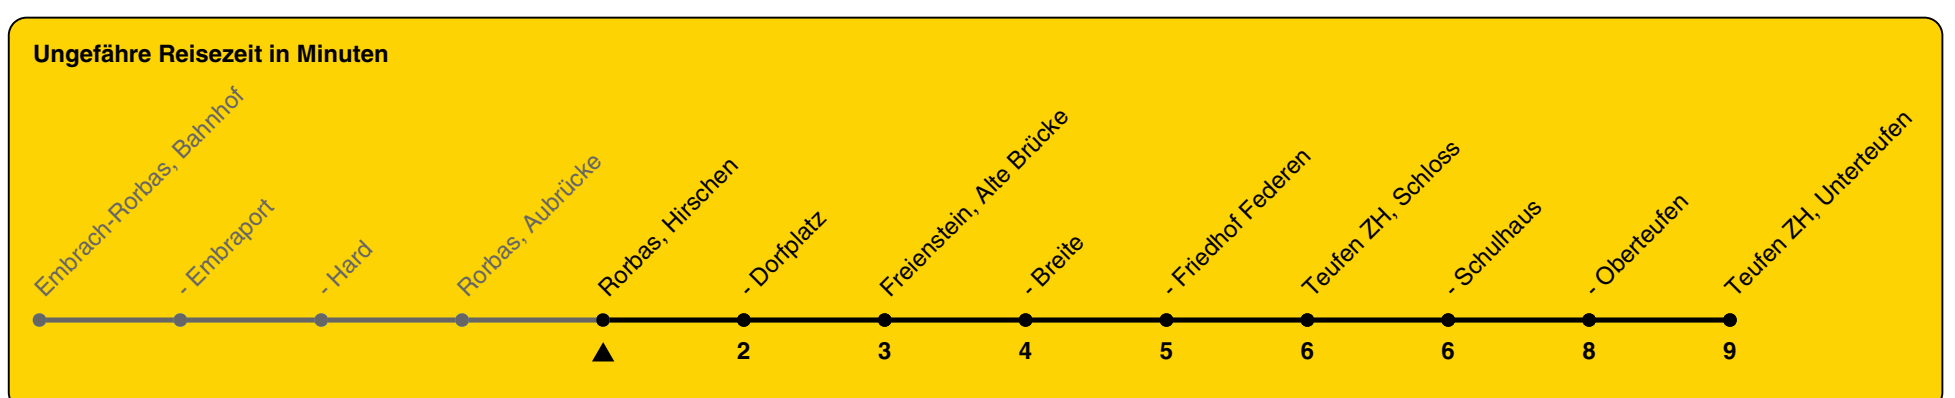 Ungefähre Reisezeit in Minuten
Embrach-Rorbas, Bahnhof
- Embraport
- Hard
Rorbas, Aubrücke
Rorbas, Hirschen
- Dorfplatz
Freienstein, Alte Brücke
- Breite
- Friedhof Federen
Teufen ZH, Schloss
- Schulhaus
- Oberteufen
Teufen ZH, Unterteufen
2 3 4 5 6 6 8 9